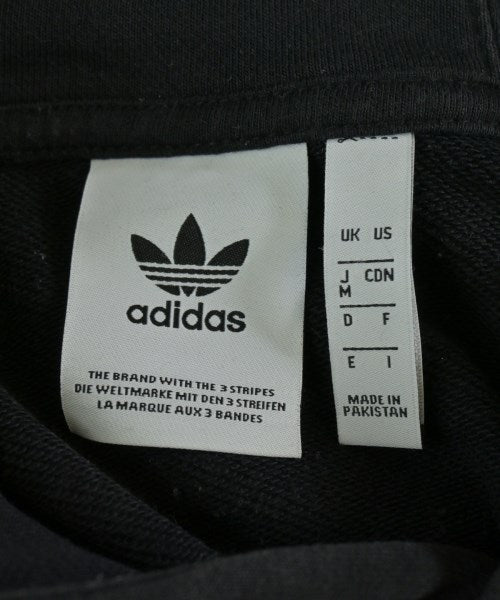 adidas
THE BRAND WITH THE 3 STRIPES
DIE WELTMARKE MIT DEN 3 STREIFEN
LA MARQUE AUX 3 BANDES
UK US
J CDN
M
D F
E I
MADE IN
PAKISTAN